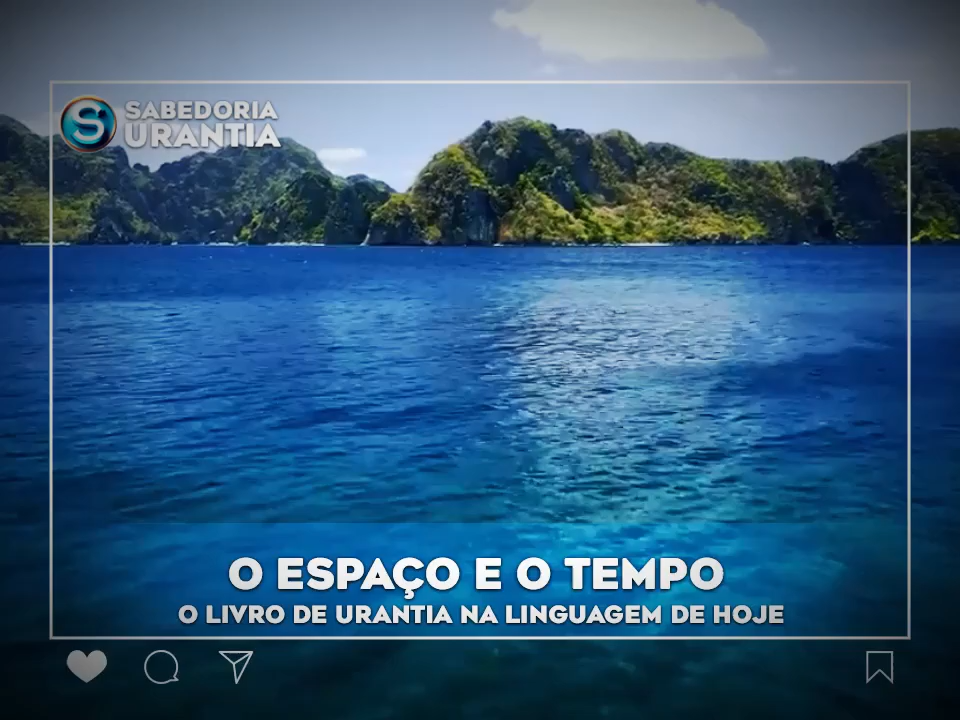 SABEDORIA
URANTIA
O ESPAÇO E O TEMPO
O LIVRO DE URANTIA NA LINGUAGEM DE HOJE